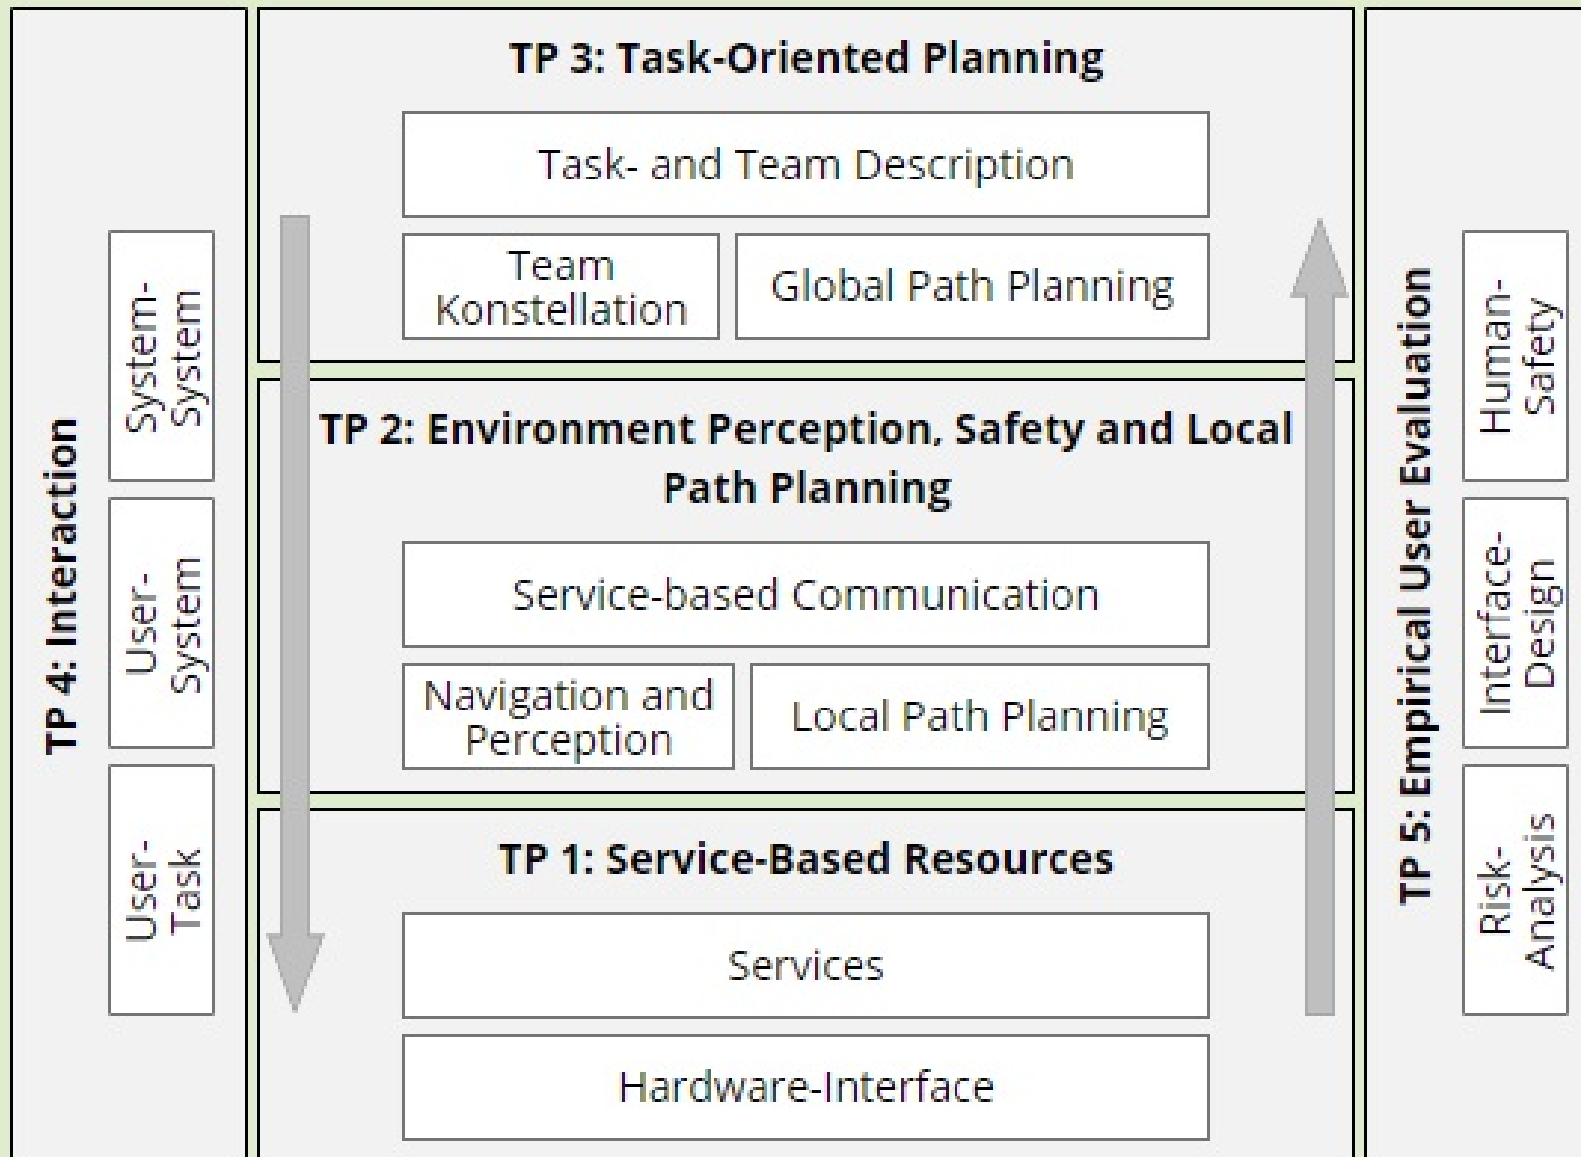 TP 4: Interaction
System-
System
User-
System
User-
Task
TP 3: Task-Oriented Planning
Task- and Team Description
Team
Konstellation
Global Path Planning
TP 2: Environment Perception, Safety and Local
Path Planning
Service-based Communication
Navigation and
Perception
Local Path Planning
TP 1: Service-Based Resources
Services
Hardware-Interface
TP 5: Empirical User Evaluation
Human-
Safety
Interface-
Design
Risk-
Analysis